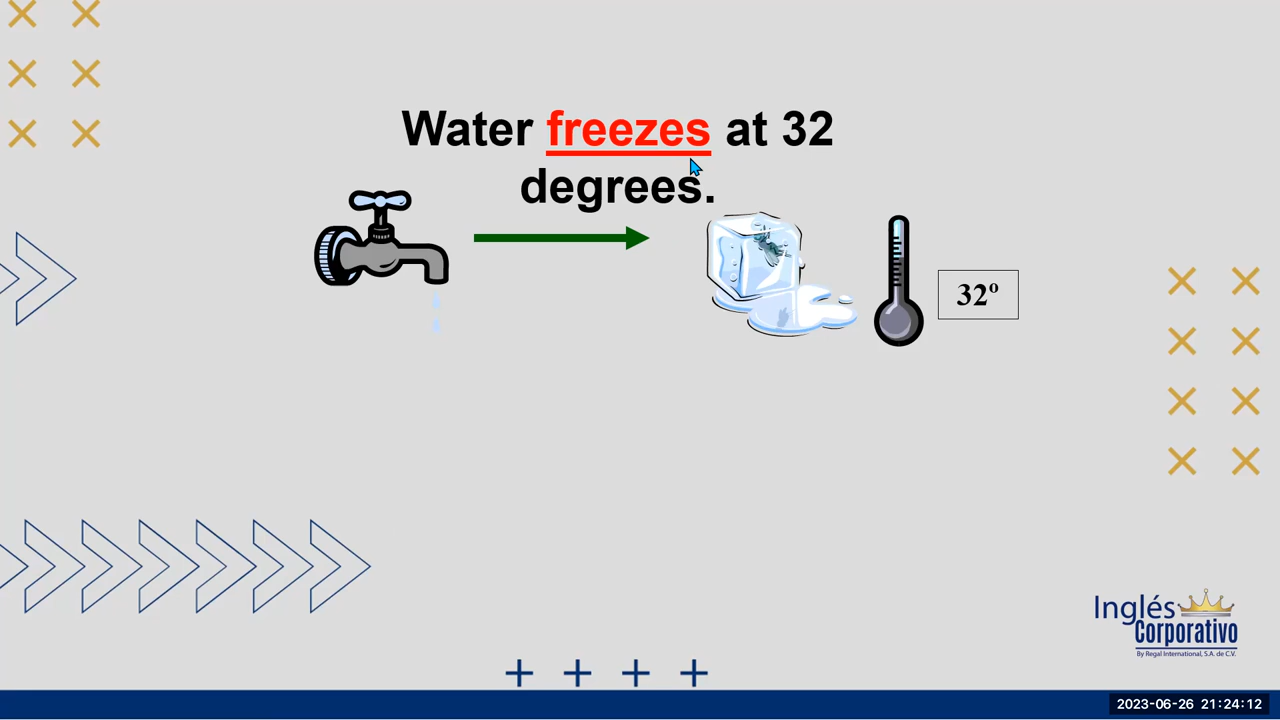 Water freezes at 32
degrees.
32º
Inglés
Corporativo
By Regal International, S.A. de C.V.
2023-06-26 21:24:12